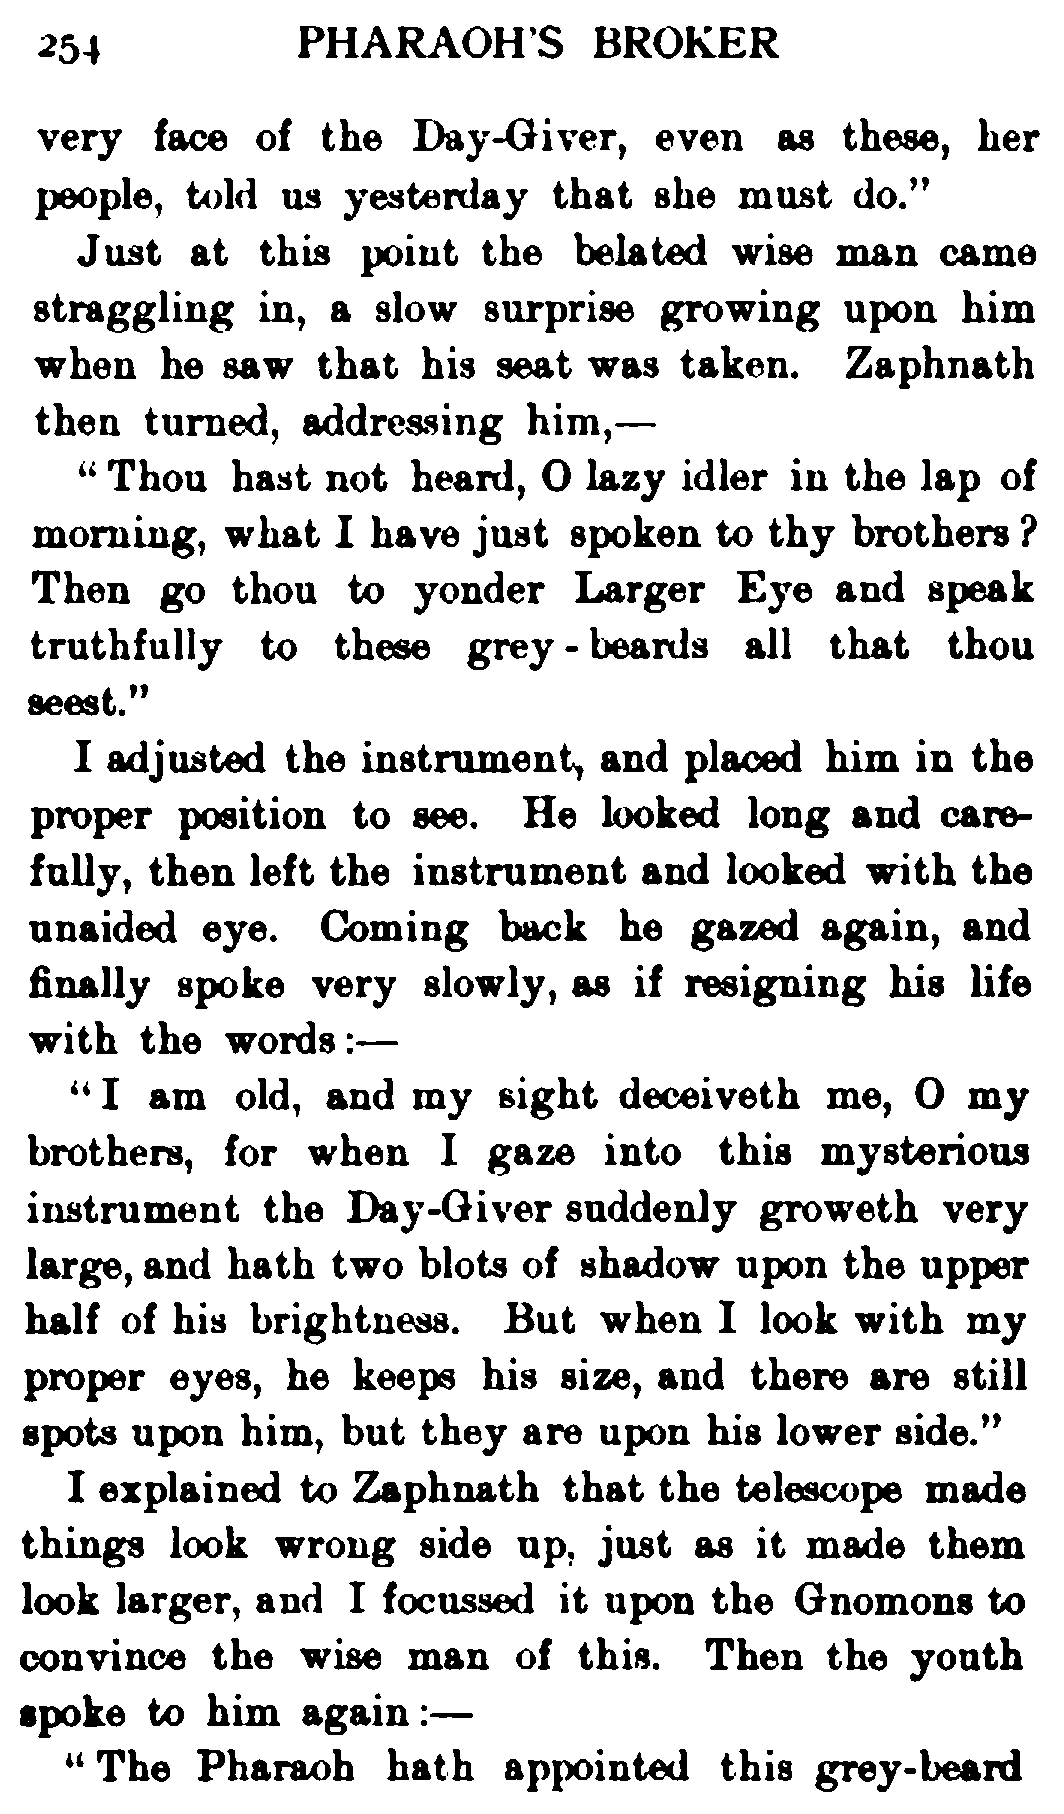 254 PHARAOH'S BROKER
very face of the Day-Giver, even as these, her
people, told us yesterday that she must do."
Just at this point the belated wise man came
straggling in, a slow surprise growing upon him
when he saw that his seat was taken. Zaphnath
then turned, addressing him,—
"Thou hast not heard, O lazy idler in the lap of
morning, what I have just spoken to thy brothers?
Then go thou to yonder Larger Eye and speak
truthfully to these grey-beards all that thou
seest."
I adjusted the instrument, and placed him in the
proper position to see. He looked long and care-
fully, then left the instrument and looked with the
unaided eye. Coming back he gazed again, and
finally spoke very slowly, as if resigning his life
with the words:—
"I am old, and my sight deceiveth me, O my
brothers, for when I gaze into this mysterious
instrument the Day-Giver suddenly groweth very
large, and hath two blots of shadow upon the upper
half of his brightness. But when I look with my
proper eyes, he keeps his size, and there are still
spots upon him, but they are upon his lower side."
I explained to Zaphnath that the telescope made
things look wrong side up, just as it made them
look larger, and I focussed it upon the Gnomons to
convince the wise man of this. Then the youth
spoke to him again:—
"The Pharaoh hath appointed this grey-beard